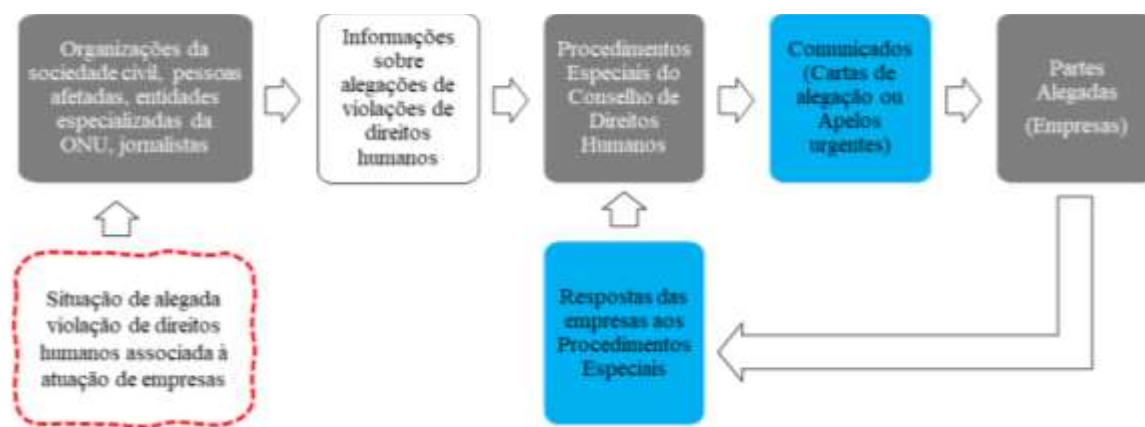 Organizações da
sociedade civil, pessoas
afetadas, entidades
especializadas da
ONU, jornalistas
Informações
sobre
alegações de
violações de
direitos
humanos
Procedimentos
Especiais do
Conselho de
Direitos
Humanos
Comunicados
(Cartas de
alegação ou
Apelos
urgentes)
Partes
Alegadas
(Empresas)
Situação de alegada
violação de direitos
humanos associada à
atuação de empresas
Respostas das
empresas aos
Procedimentos
Especiais